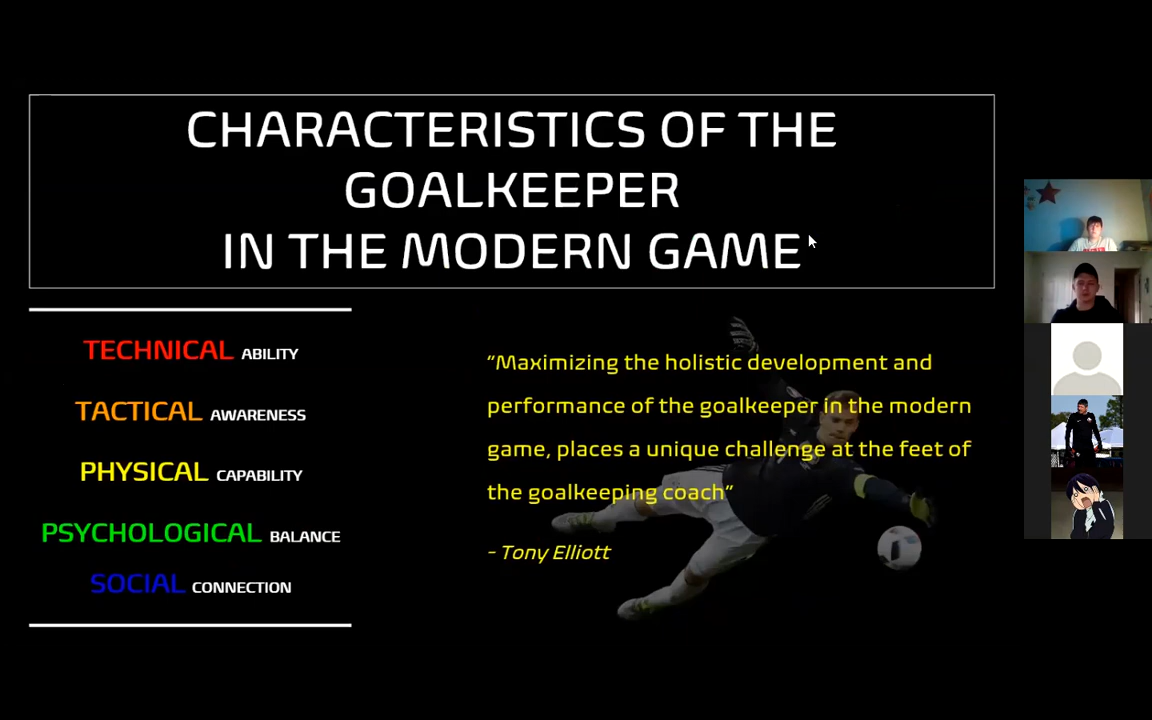 CHARACTERISTICS OF THE
GOALKEEPER
IN THE MODERN GAME
TECHNICAL ABILITY
TACTICAL AWARENESS
PHYSICAL CAPABILITY
PSYCHOLOGICAL BALANCE
SOCIAL CONNECTION
"Maximizing the holistic development and
performance of the goalkeeper in the modern
game, places a unique challenge at the feet of
the goalkeeping coach"
- Tony Elliott